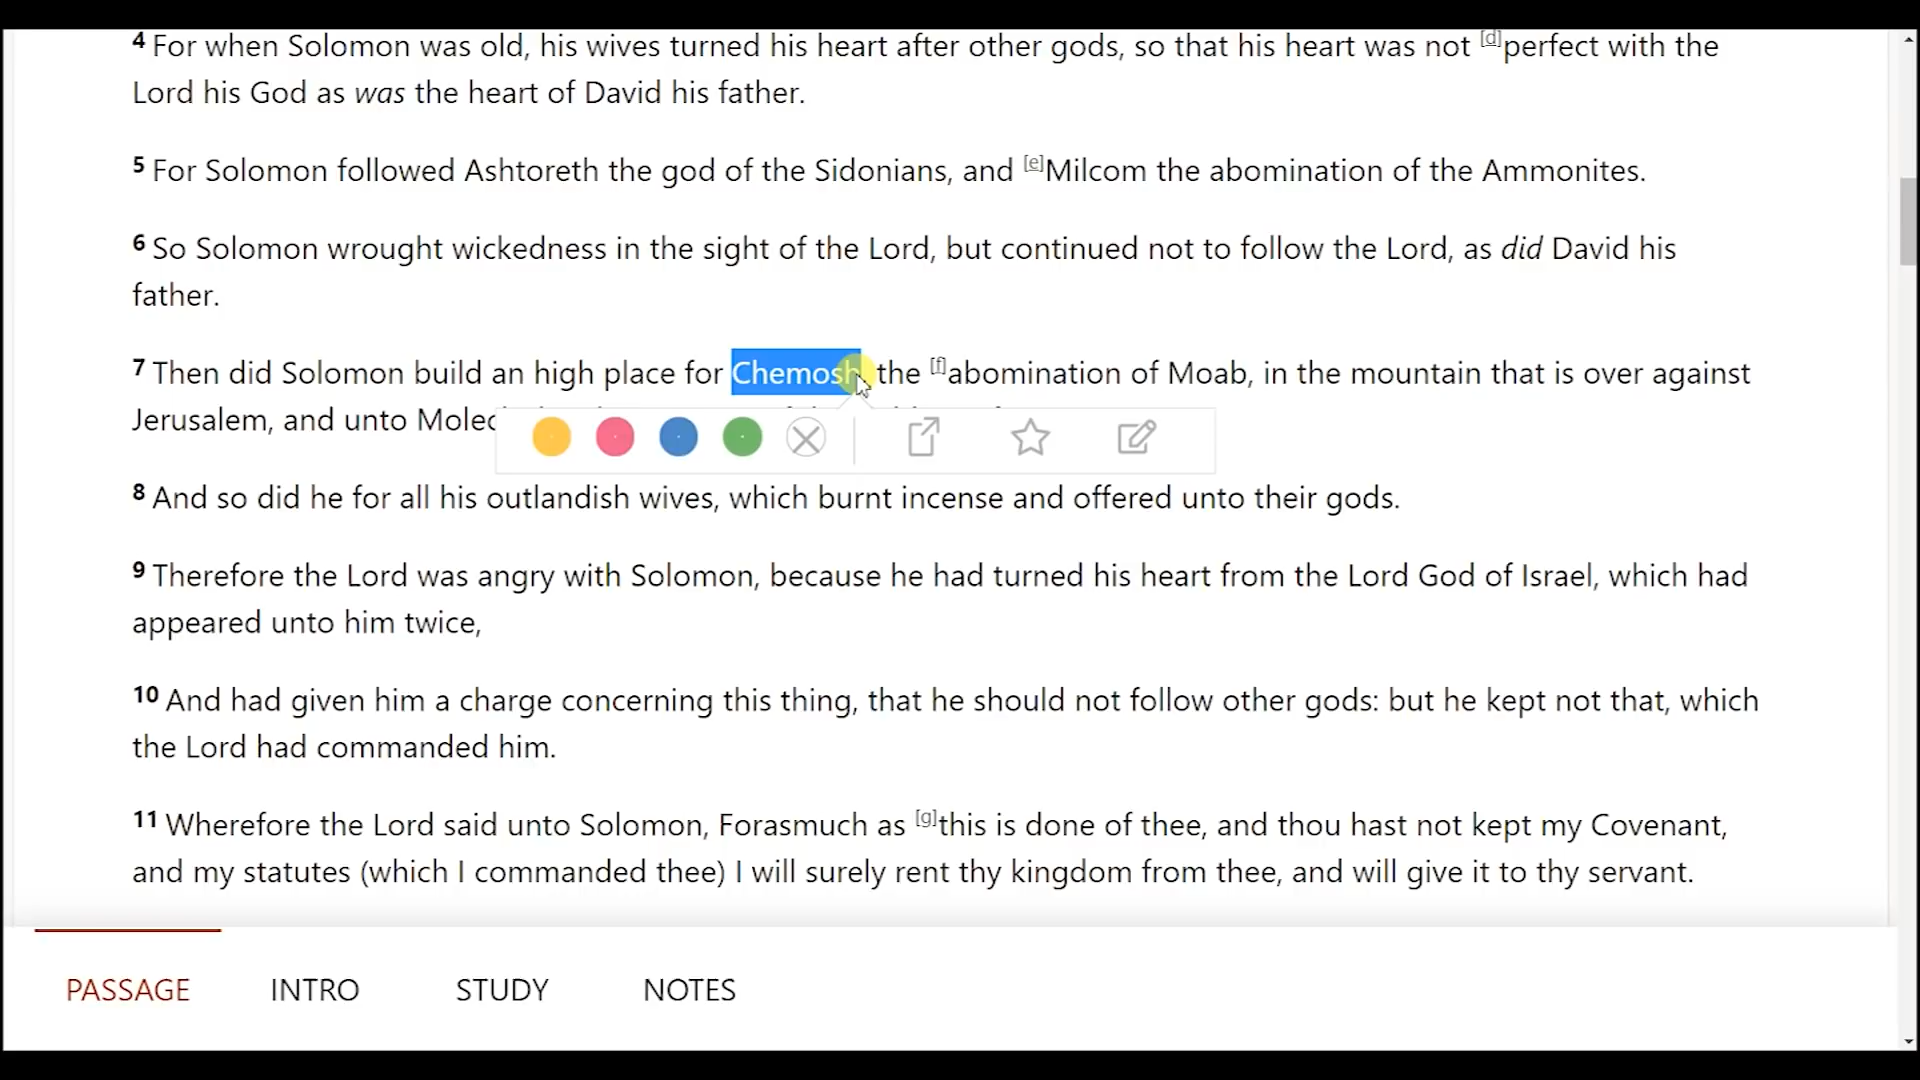 4 For when Solomon was old, his wives turned his heart after other gods, so that his heart was not [d]perfect with the
Lord his God as was the heart of David his father.
5 For Solomon followed Ashtoreth the god of the Sidonians, and [e]Milcom the abomination of the Ammonites.
6 So Solomon wrought wickedness in the sight of the Lord, but continued not to follow the Lord, as did David his
father.
7 Then did Solomon build an high place for Chemosh, the [f]abomination of Moab, in the mountain that is over against
Jerusalem, and unto
8 And so did he for all his outlandish wives, which burnt incense and offered unto their gods.
9 Therefore the Lord was angry with Solomon, because he had turned his heart from the Lord God of Israel, which had
appeared unto him twice,
10 And had given him a charge concerning this thing, that he should not follow other gods: but he kept not that, which
the Lord had commanded him.
11 Wherefore the Lord said unto Solomon, Forasmuch as [g]this is done of thee, and thou hast not kept my Covenant,
and my statutes (which I commanded thee) I will surely rent thy kingdom from thee, and will give it to thy servant.
PASSAGE INTRO STUDY NOTES